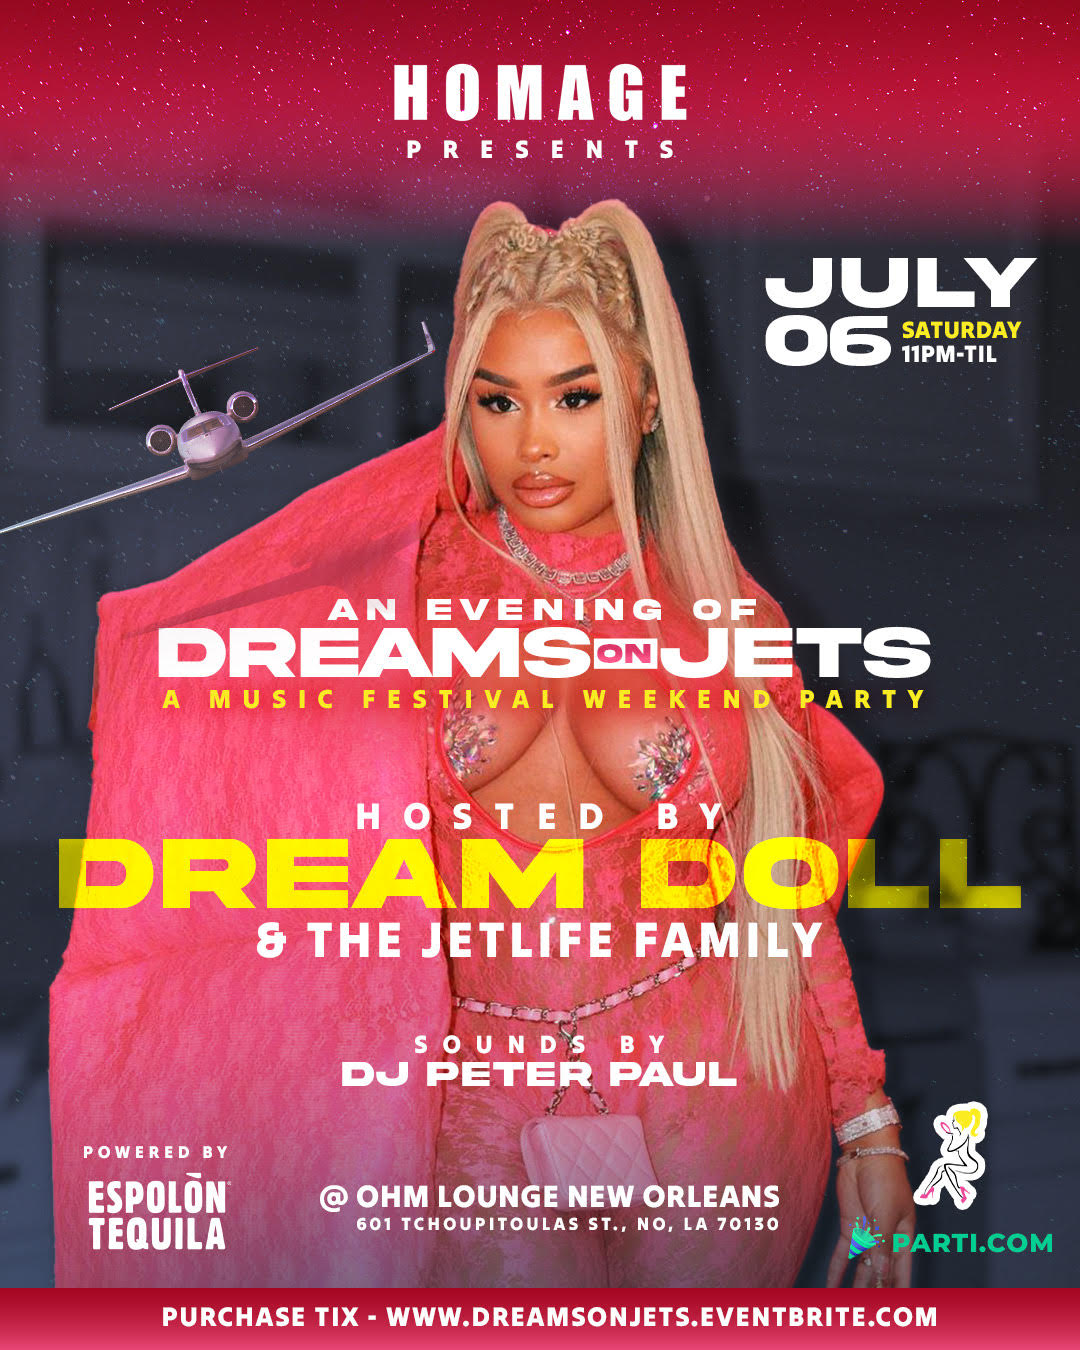 HOMAGE
PRESENTS
JULY
06 SATURDAY
11PM-TIL
AN EVENING OF
DREAMS ON JETS
A MUSIC FESTIVAL WEEKEND PARTY
HOSTED BY
DREAM DOLL
& THE JETLIFE FAMILY
SOUNDS BY
DJ PETER PAUL
POWERED BY
ESPOLÒN®
TEQUILA
@ OHM LOUNGE NEW ORLEANS
601 TCHOUPITOULAS ST., NO, LA 70130
PARTI.COM
PURCHASE TIX - WWW.DREAMSONJETS.EVENTBRITE.COM